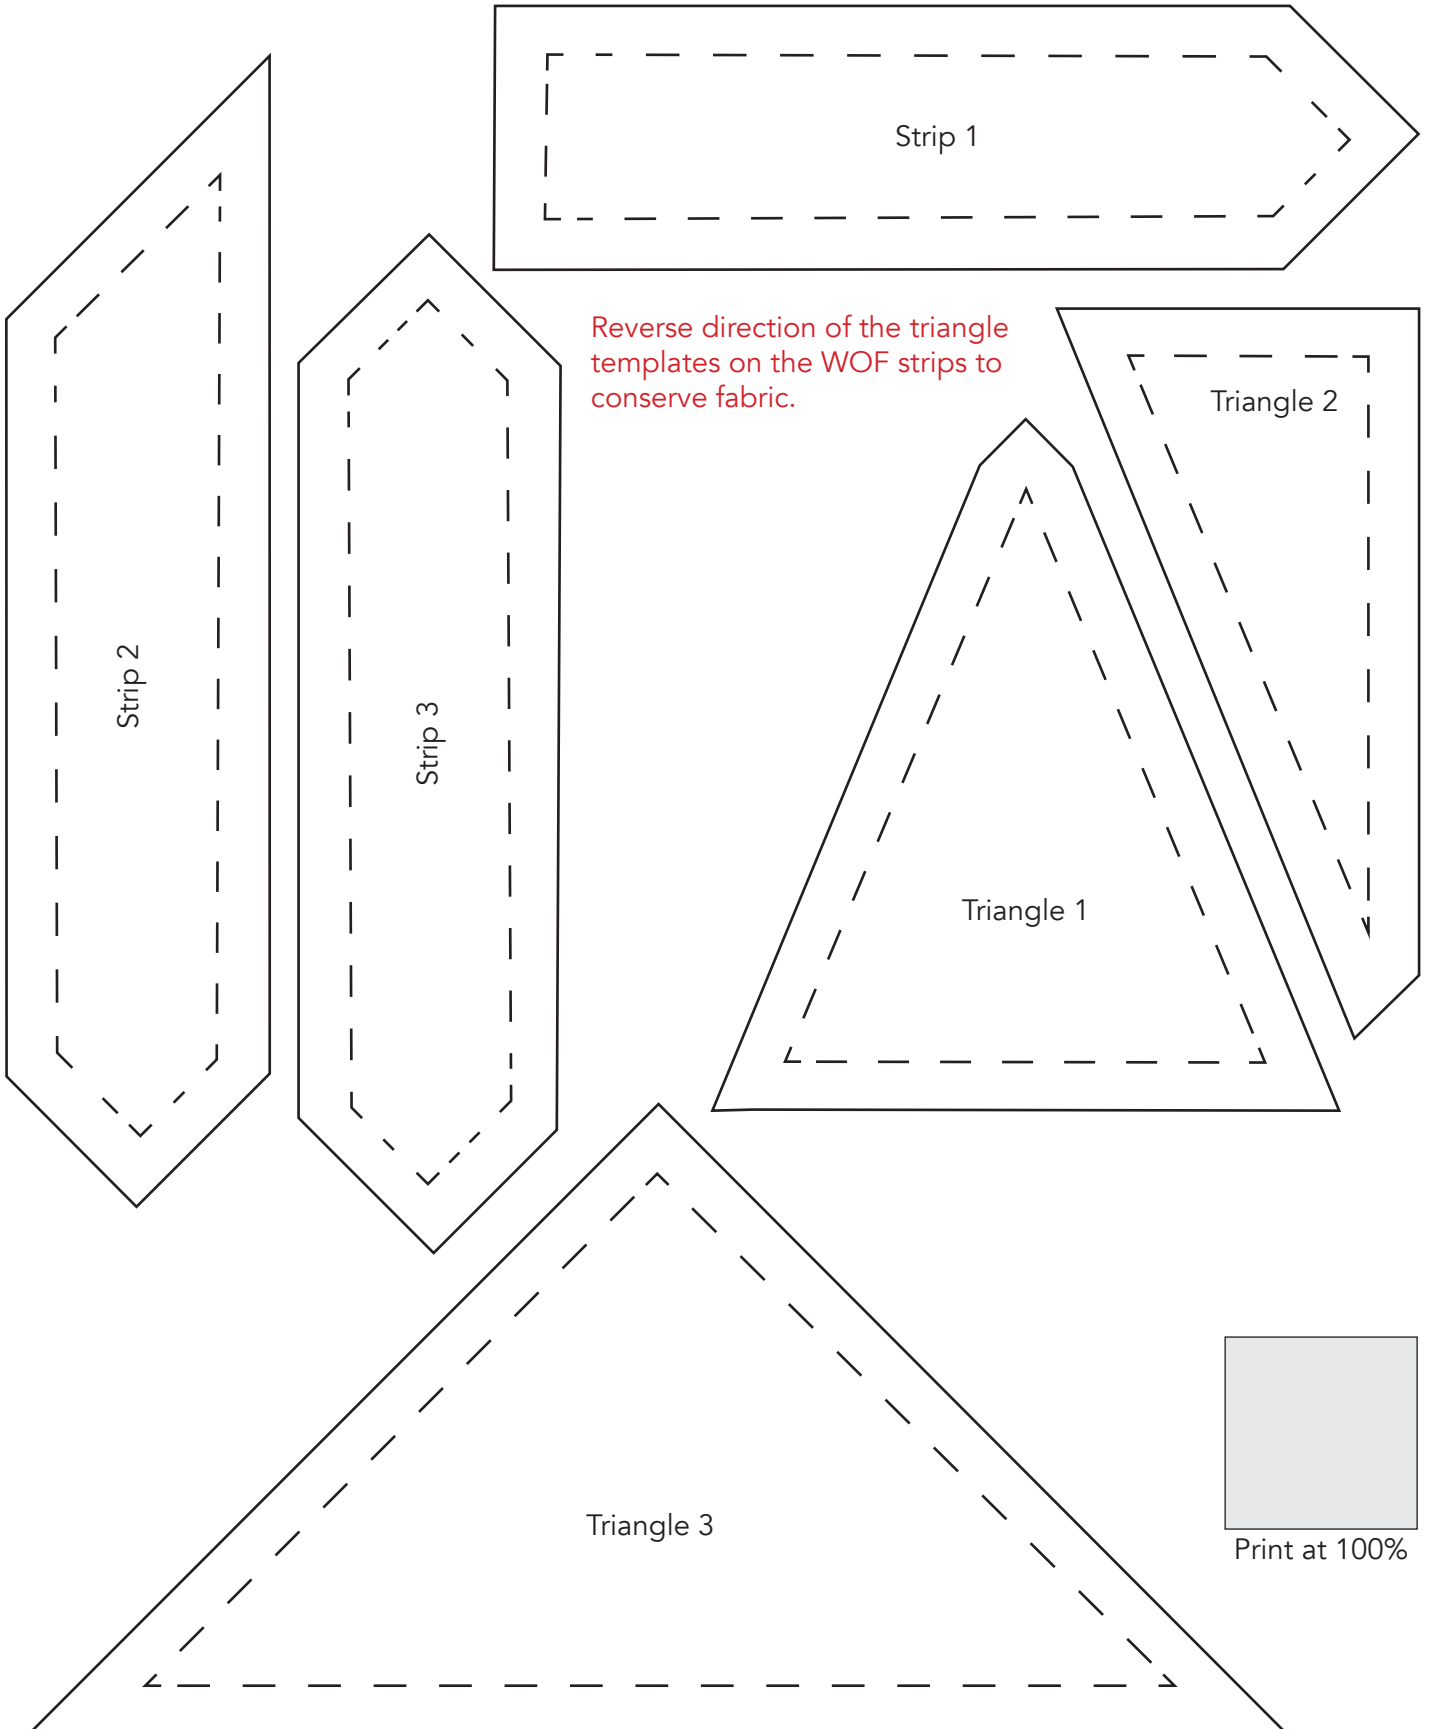 Strip 1
Reverse direction of the triangle
templates on the WOF strips to
conserve fabric.
Triangle 2
Strip 2
Strip 3
Triangle 1
Triangle 3
Print at 100%